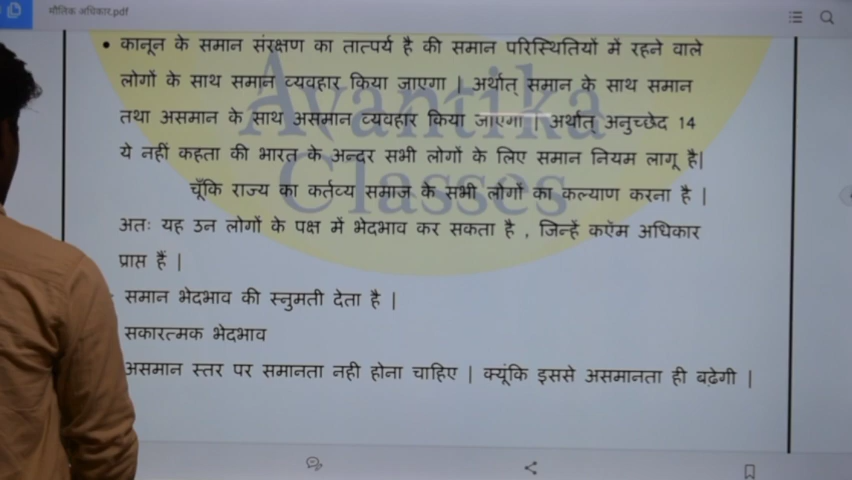 मौलिक अधिकार.pdf
• कानून के समान संरक्षण का तात्पर्य है की समान परिस्थितियों में रहने वाले
लोगों के साथ समान व्यवहार किया जाएगा | अर्थात् समान के साथ समान
तथा असमान के साथ असमान व्यवहार किया जाएगा | अर्थात् अनुच्छेद 14
ये नहीं कहता की भारत के अन्दर सभी लोगों के लिए समान नियम लागू है|
चूँकि राज्य का कर्तव्य समाज के सभी लोगों का कल्याण करना है |
अतः यह उन लोगों के पक्ष में भेदभाव कर सकता है , जिन्हें कऍम अधिकार
प्राप्त हैं |
समान भेदभाव की स्नुमती देता है |
सकारत्मक भेदभाव
असमान स्तर पर समानता नही होना चाहिए | क्यूंकि इससे असमानता ही बढ़ेगी |
Avantika
Classes